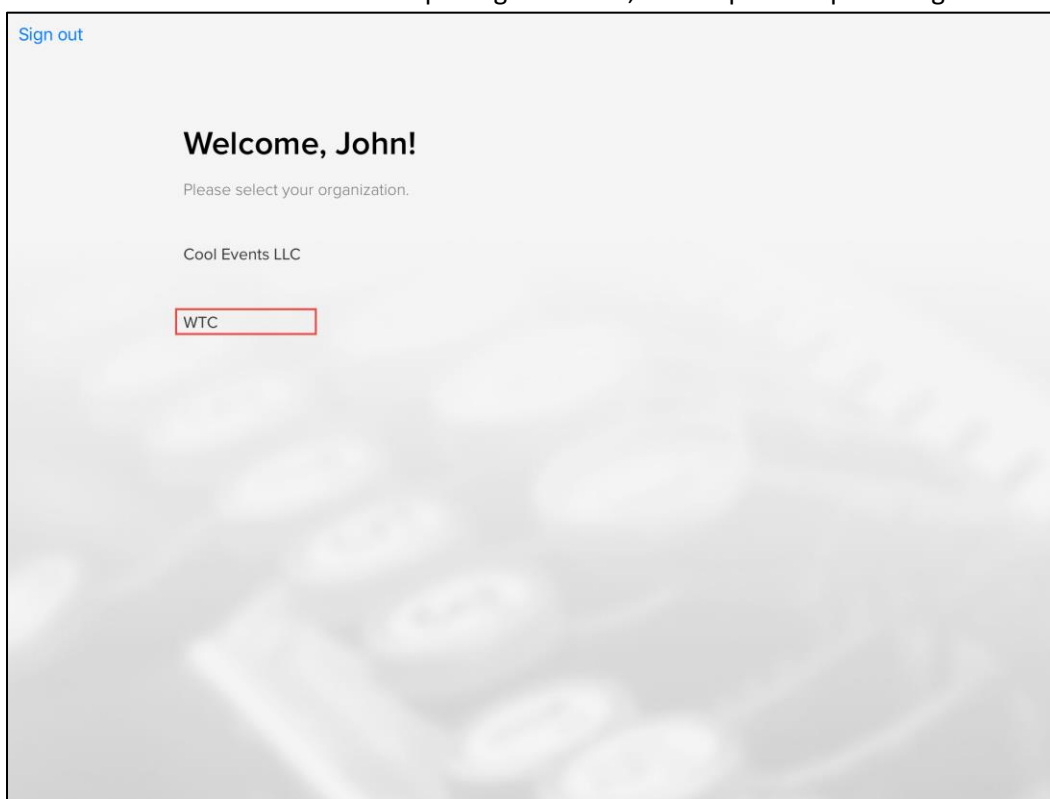 Sign out
Welcome, John!
Please select your organization.
Cool Events LLC
WTC